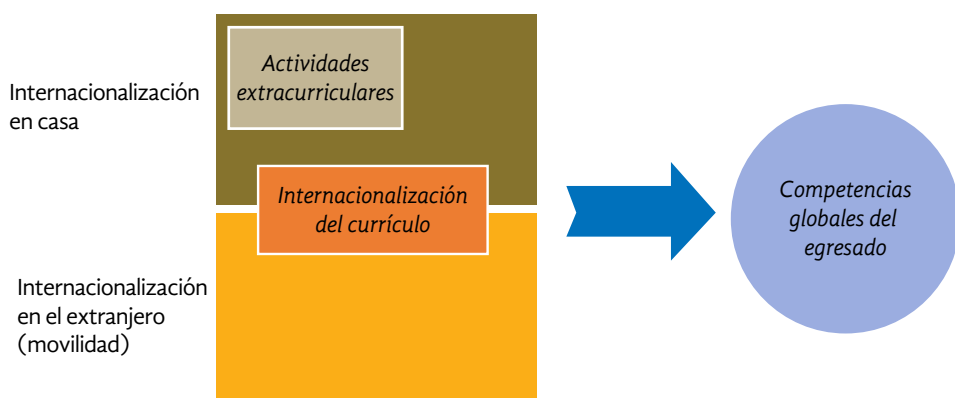 Internacionalización
en casa
Actividades
extracurriculares
Internacionalización
del currículo
Internacionalización
en el extranjero
(movilidad)
Competencias
globales del
egresado